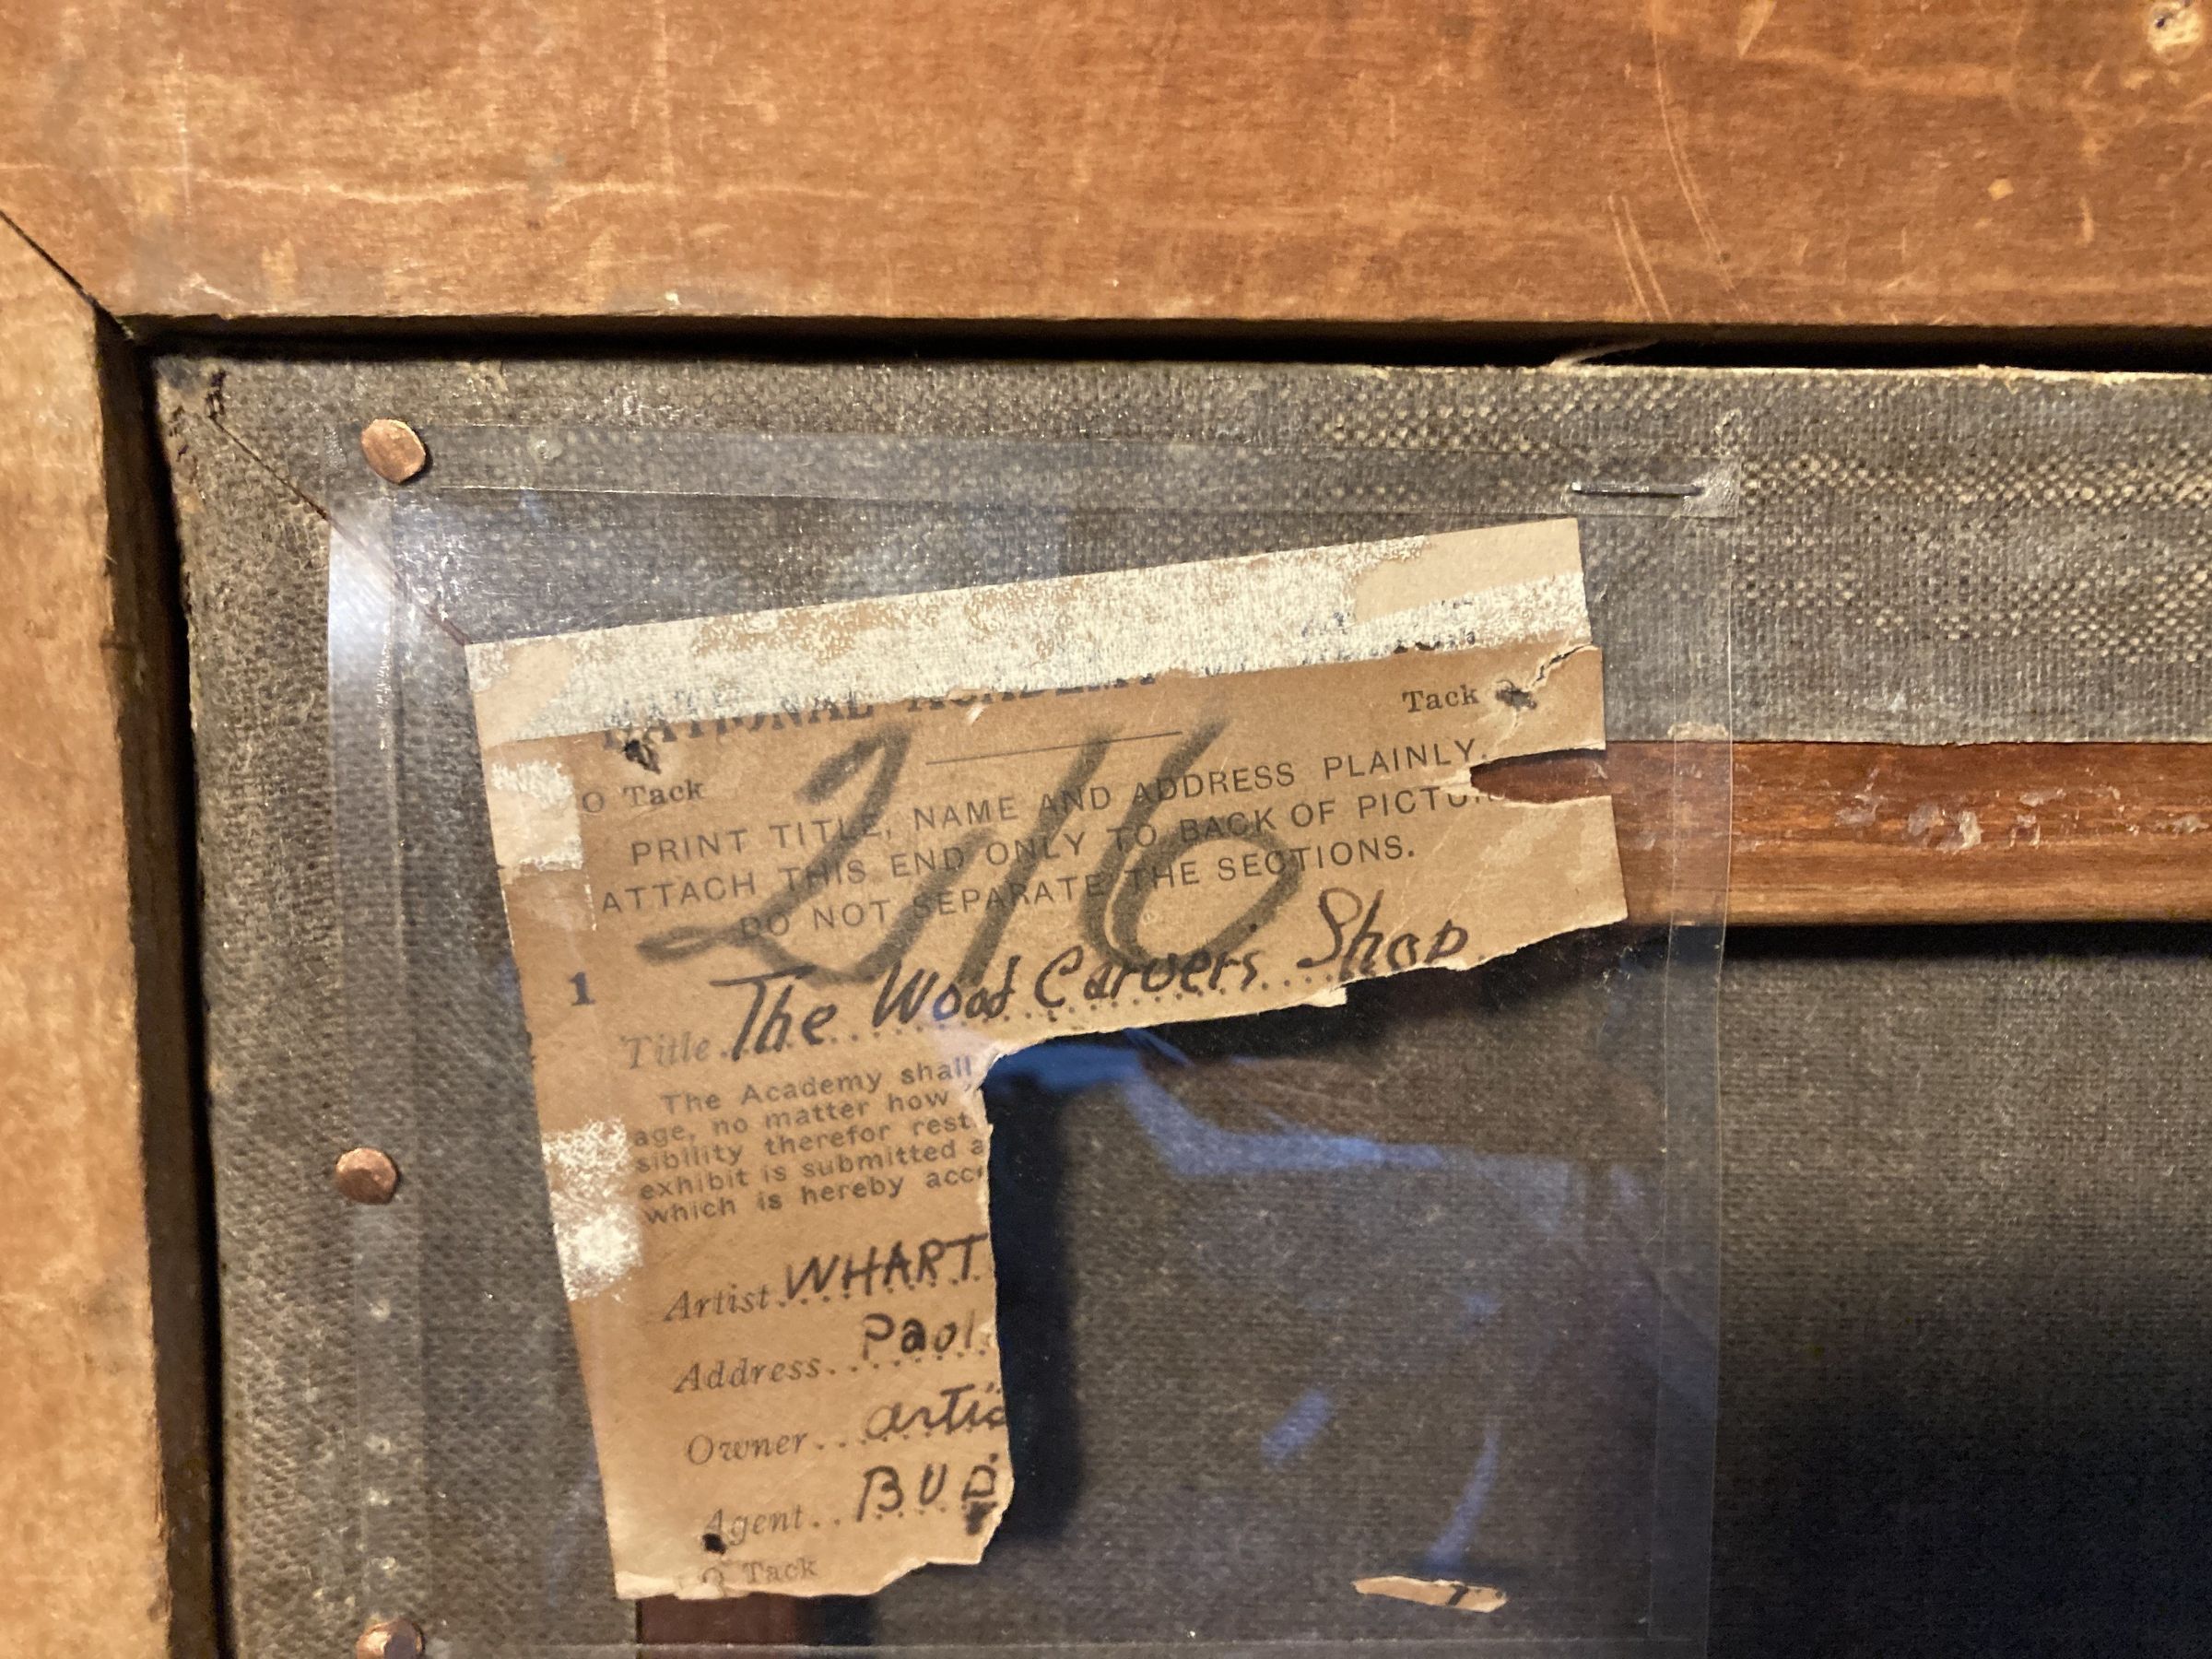 NATIONAL ACADEMY
Tack
O Tack
216
PRINT TITLE, NAME AND ADDRESS PLAINLY.
ATTACH THIS END ONLY TO BACK OF PICTU
DO NOT SEPARATE THE SECTIONS.
1
Title. The Wood Carvers Shop
The Academy shall
age, no matter how
sibility therefor rest
exhibit is submitted a
which is hereby acc
Artist. WHART
Address. Paol
Owner. artis
Agent. BUD
O Tack